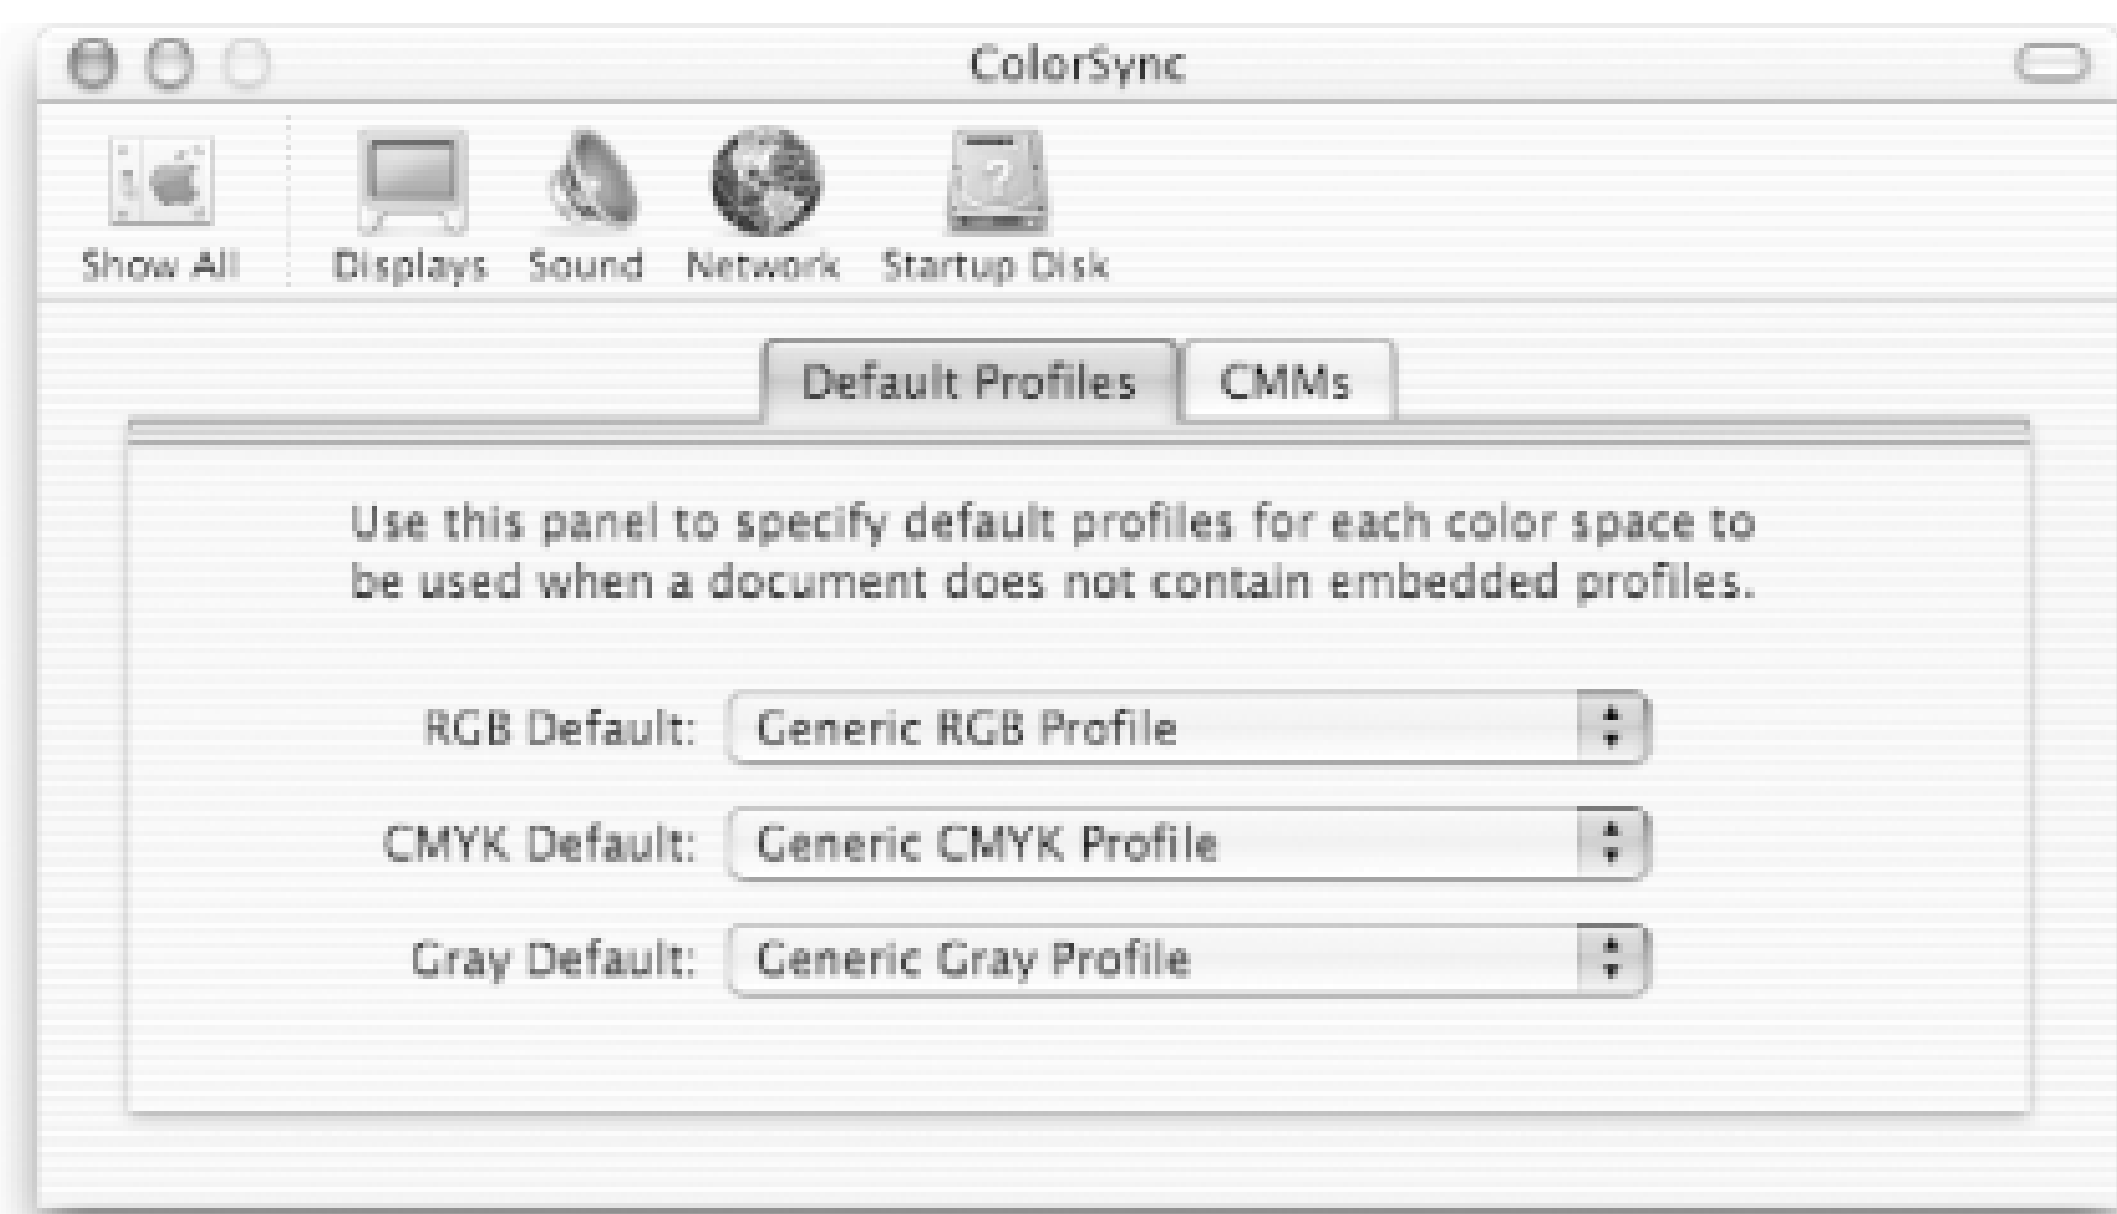 ColorSync
Show All Displays Sound Network Startup Disk
Default Profiles CMMs
Use this panel to specify default profiles for each color space to
be used when a document does not contain embedded profiles.
RGB Default: Generic RGB Profile
CMYK Default: Generic CMYK Profile
Gray Default: Generic Gray Profile